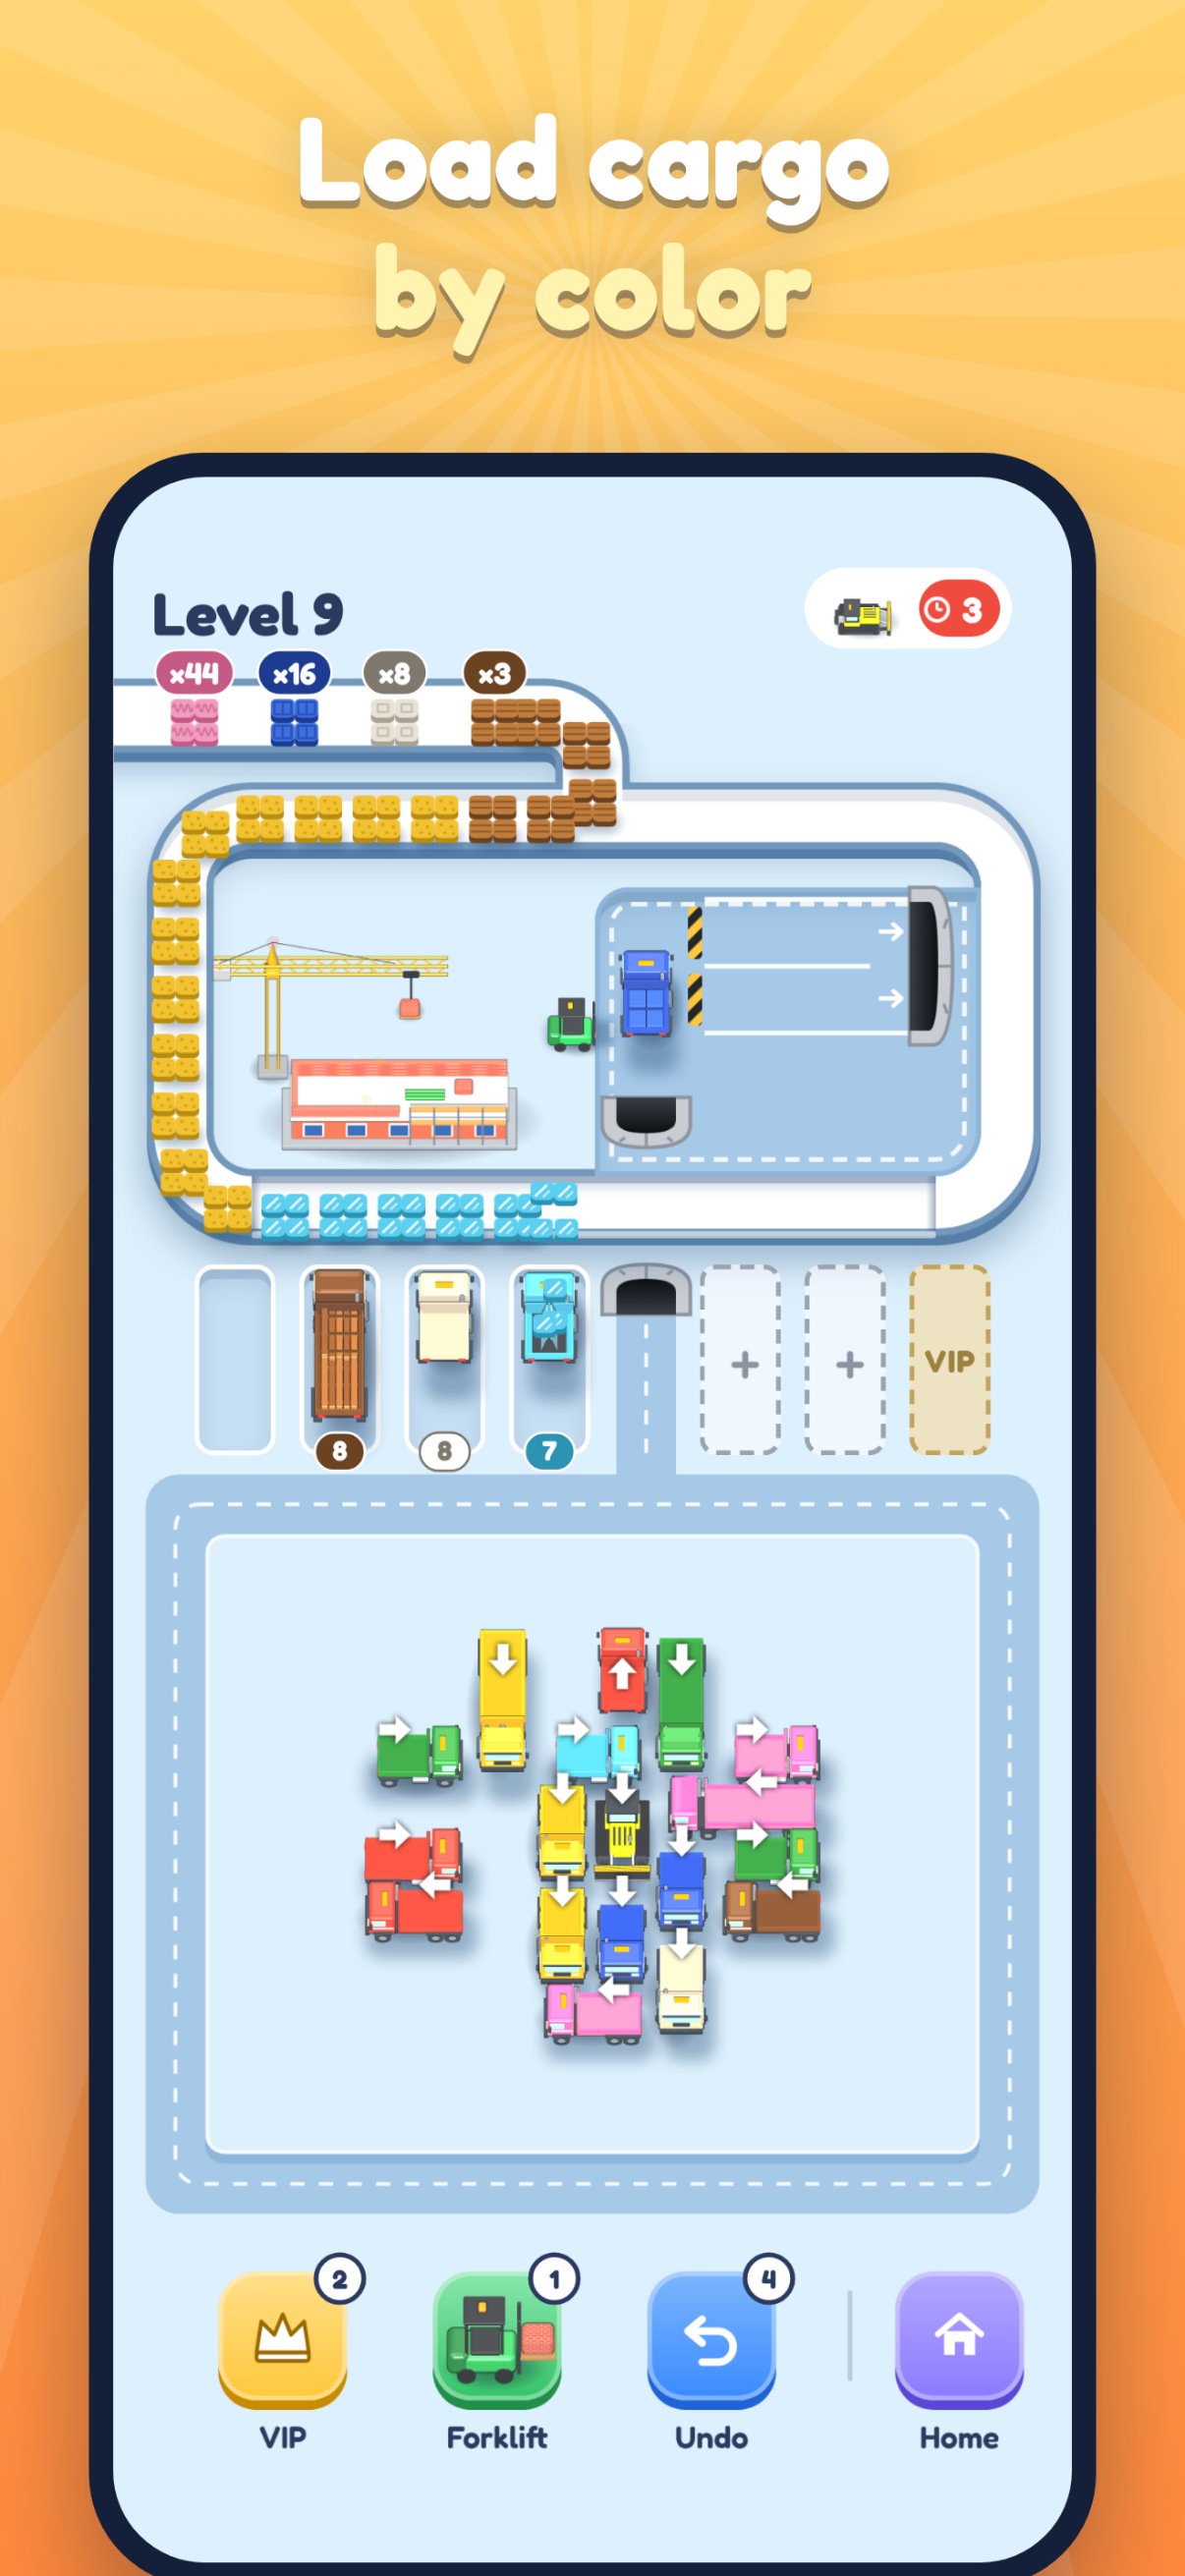 Load cargo
by color
Level 9
3
x44 x16 x8 x3
8 8 7
+ + VIP
2 1 4
VIP Forklift Undo Home